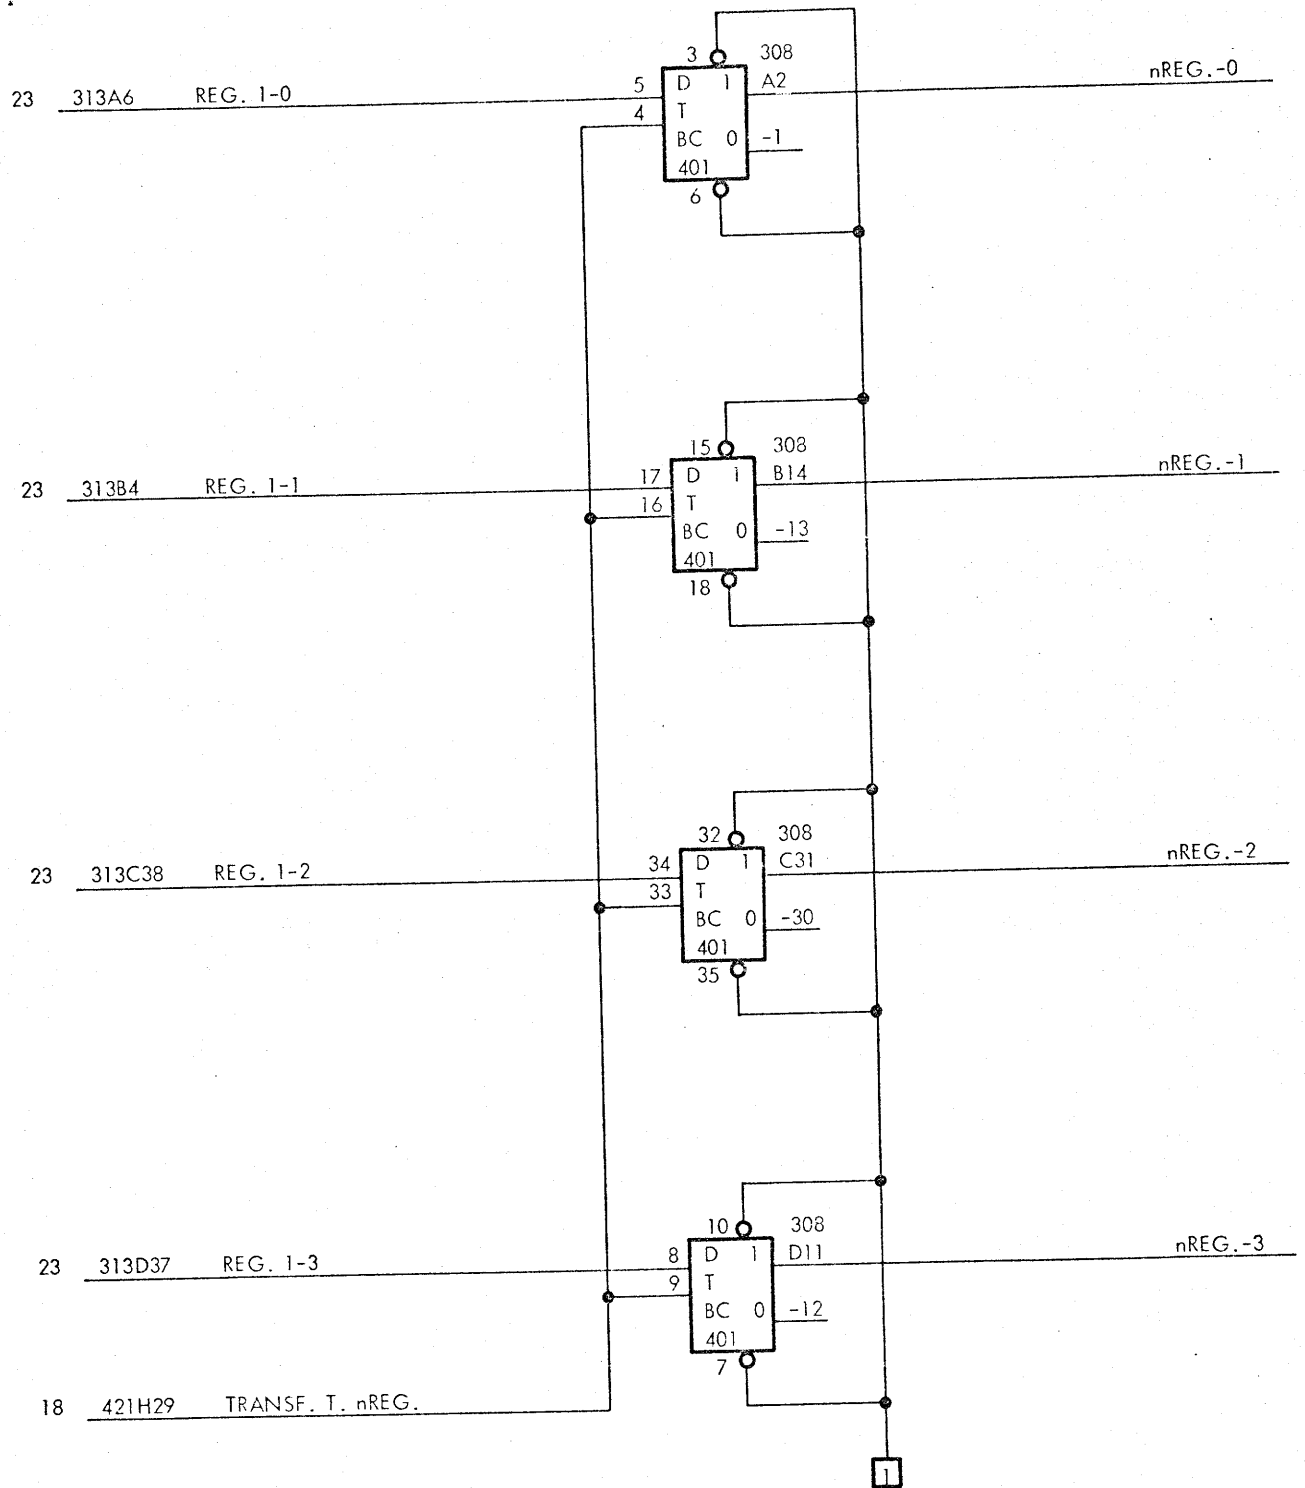 3 308
23 313A6 REG. 1-0 5 D 1 A2 nREG.-0
4 T
BC 0 -1
401
6
15 308
23 313B4 REG. 1-1 17 D 1 B14 nREG.-1
16 T
BC 0 -13
401
18
32 308
23 313C38 REG. 1-2 34 D 1 C31 nREG.-2
33 T
BC 0 -30
401
35
10 308
23 313D37 REG. 1-3 8 D 1 D11 nREG.-3
9 T
BC 0 -12
401
7
18 421H29 TRANSF. T. nREG.
1